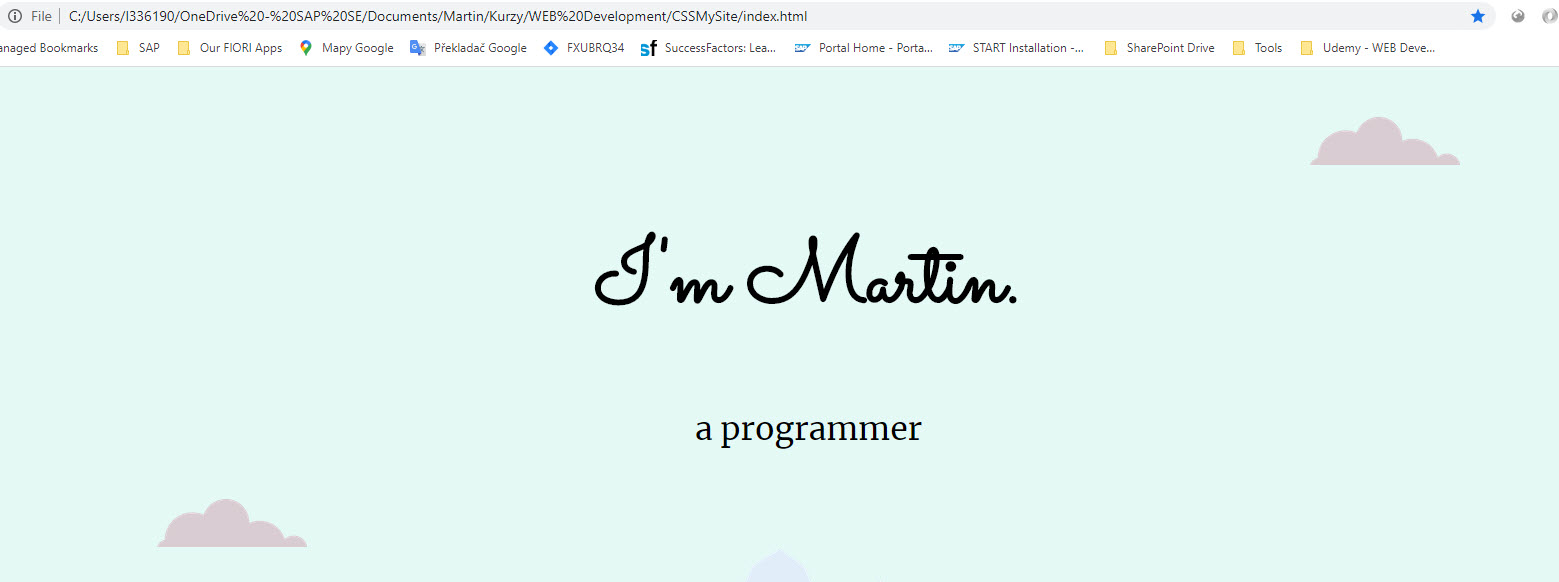 File C:/Users/I336190/OneDrive%20-%20SAP%20SE/Documents/Martin/Kurzy/WEB%20Development/CSSMySite/index.html
anaged Bookmarks SAP Our FIORI Apps Mapy Google Překladač Google FXUBRQ34 SuccessFactors: Lea... Portal Home - Porta... START Installation -... SharePoint Drive Tools Udemy - WEB Deve...
I'm Martin.
a programmer